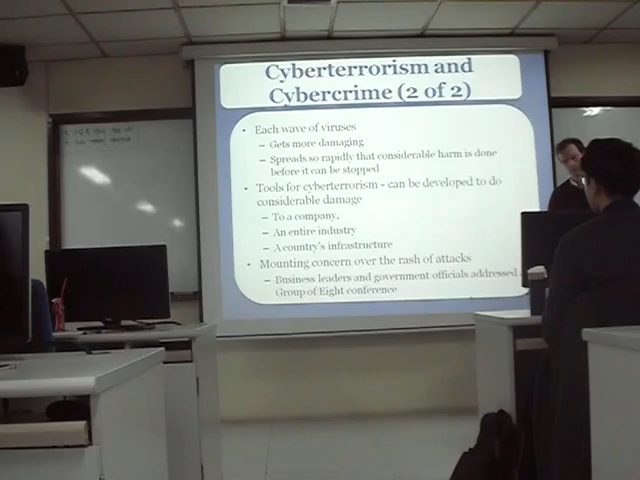 Cyberterrorism and
Cybercrime (2 of 2)
• Each wave of viruses
– Gets more damaging
– Spreads so rapidly that considerable harm is done
before it can be stopped
• Tools for cyberterrorism - can be developed to do
considerable damage
– To a company,
– An entire industry
– A country's infrastructure
• Mounting concern over the rash of attacks
– Business leaders and government officials addressed
Group of Eight conference